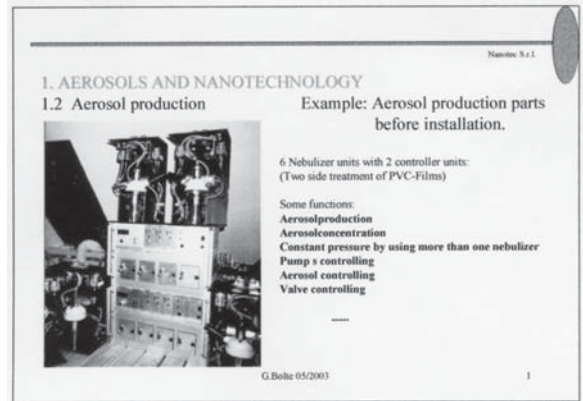 Nanotec S.r.l.
1. AEROSOLS AND NANOTECHNOLOGY
1.2 Aerosol production
Example: Aerosol production parts
before installation.
6 Nebulizer units with 2 controller units:
(Two side treatment of PVC-Films)
Some functions:
Aerosolproduction
Aerosolconcentration
Constant pressure by using more than one nebulizer
Pump s controlling
Aerosol controlling
Valve controlling
......
G.Bolte 05/2003
1